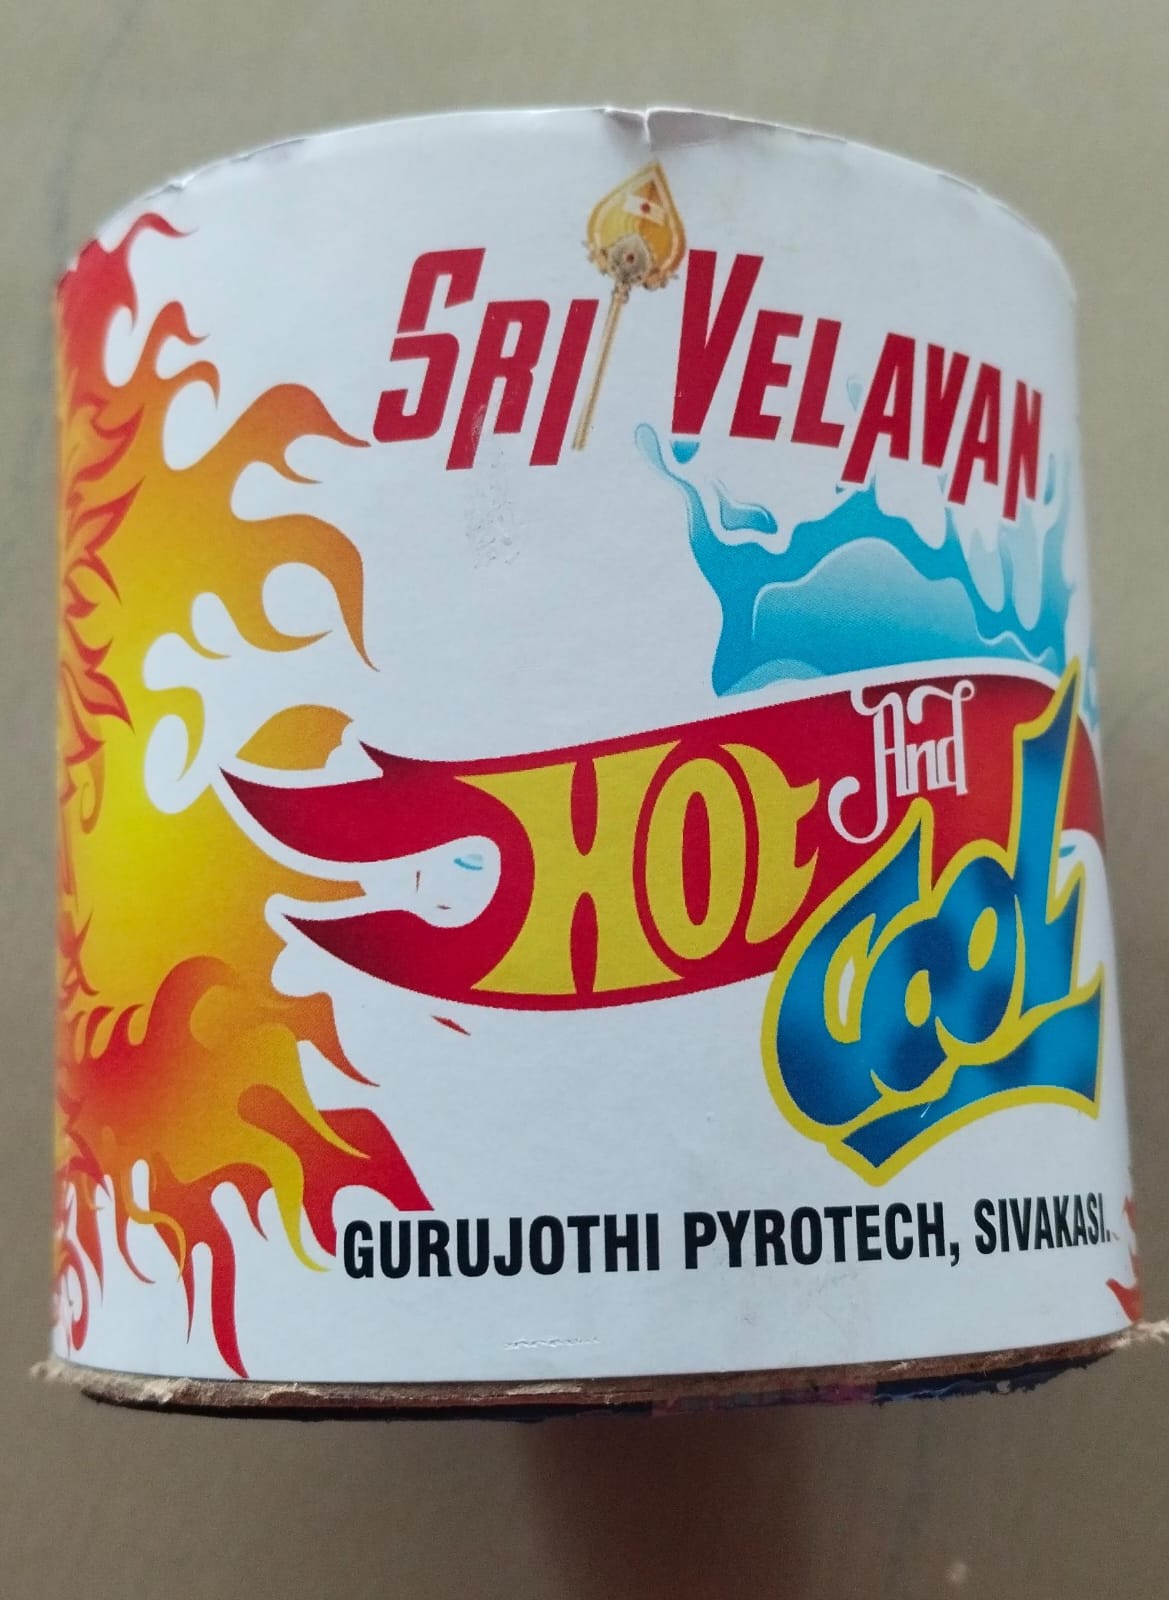 SRI VELAVAN
HOt And
COOL
GURUJOTHI PYROTECH, SIVAKASI.